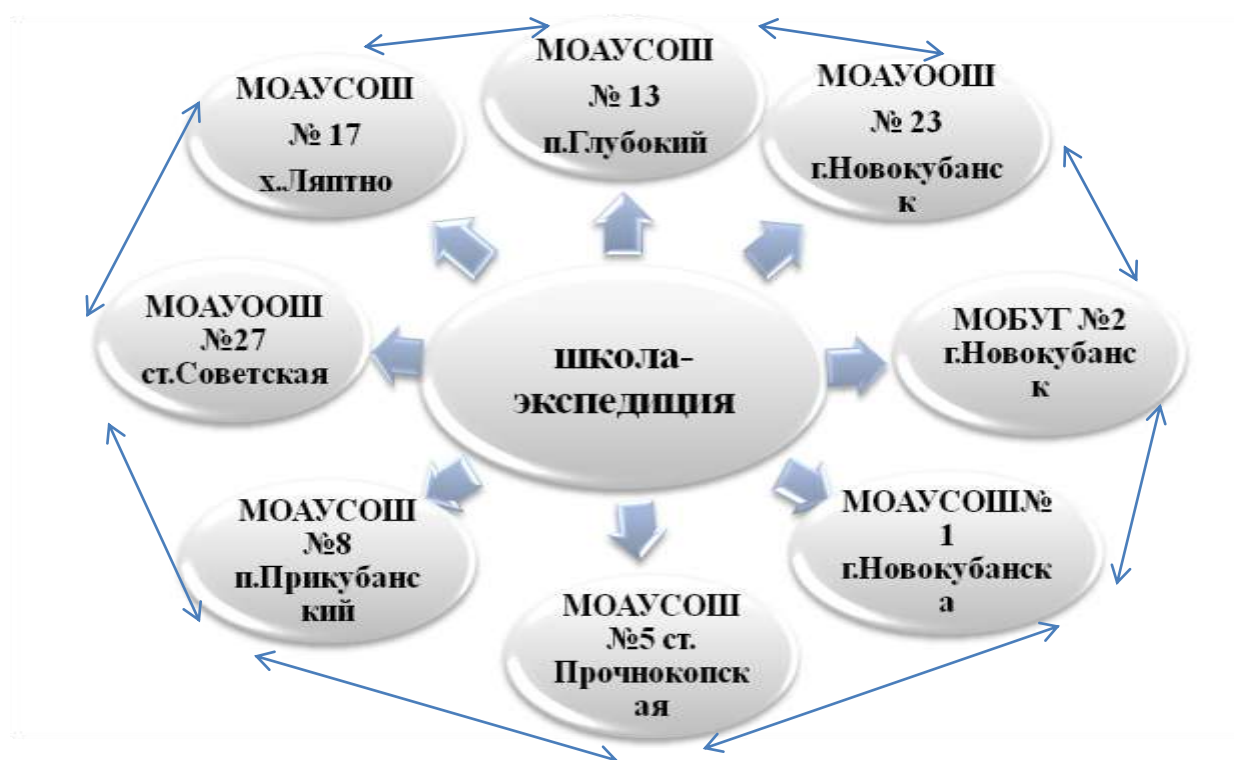 МОАУСОШ
№ 13
п.Глубокий
МОАУСОШ
№ 17
х..Ляптно
МОАУООШ
№ 23
г.Новокубанс
к
МОАУООШ
№27
ст.Советская
школа-
экспедиция
МОБУГ №2
г.Новокубанс
к
МОАУСОШ
№8
п.Прикубанс
кий
МОАУСОШ№
1
г.Новокубанск
а
МОАУСОШ
№5 ст.
Прочнокопск
ая